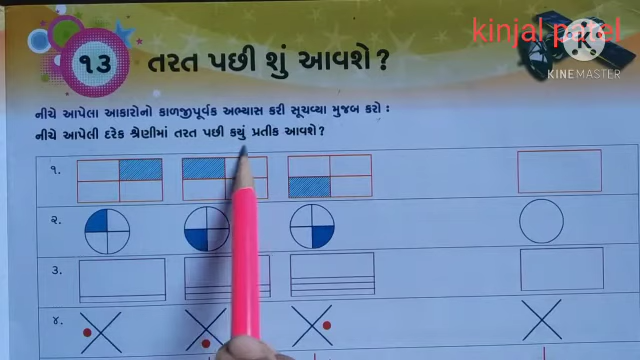 kinjal patel
KINEMASTER
૧૩ તરત પછી શું આવશે?
નીચે આપેલા આકારોનો કાળજીપૂર્વક અભ્યાસ કરી સૂચવ્યા મુજબ કરો :
નીચે આપેલી દરેક શ્રેણીમાં તરત પછી કયું પ્રતીક આવશે?
૧.
૨.
૩.
૪.